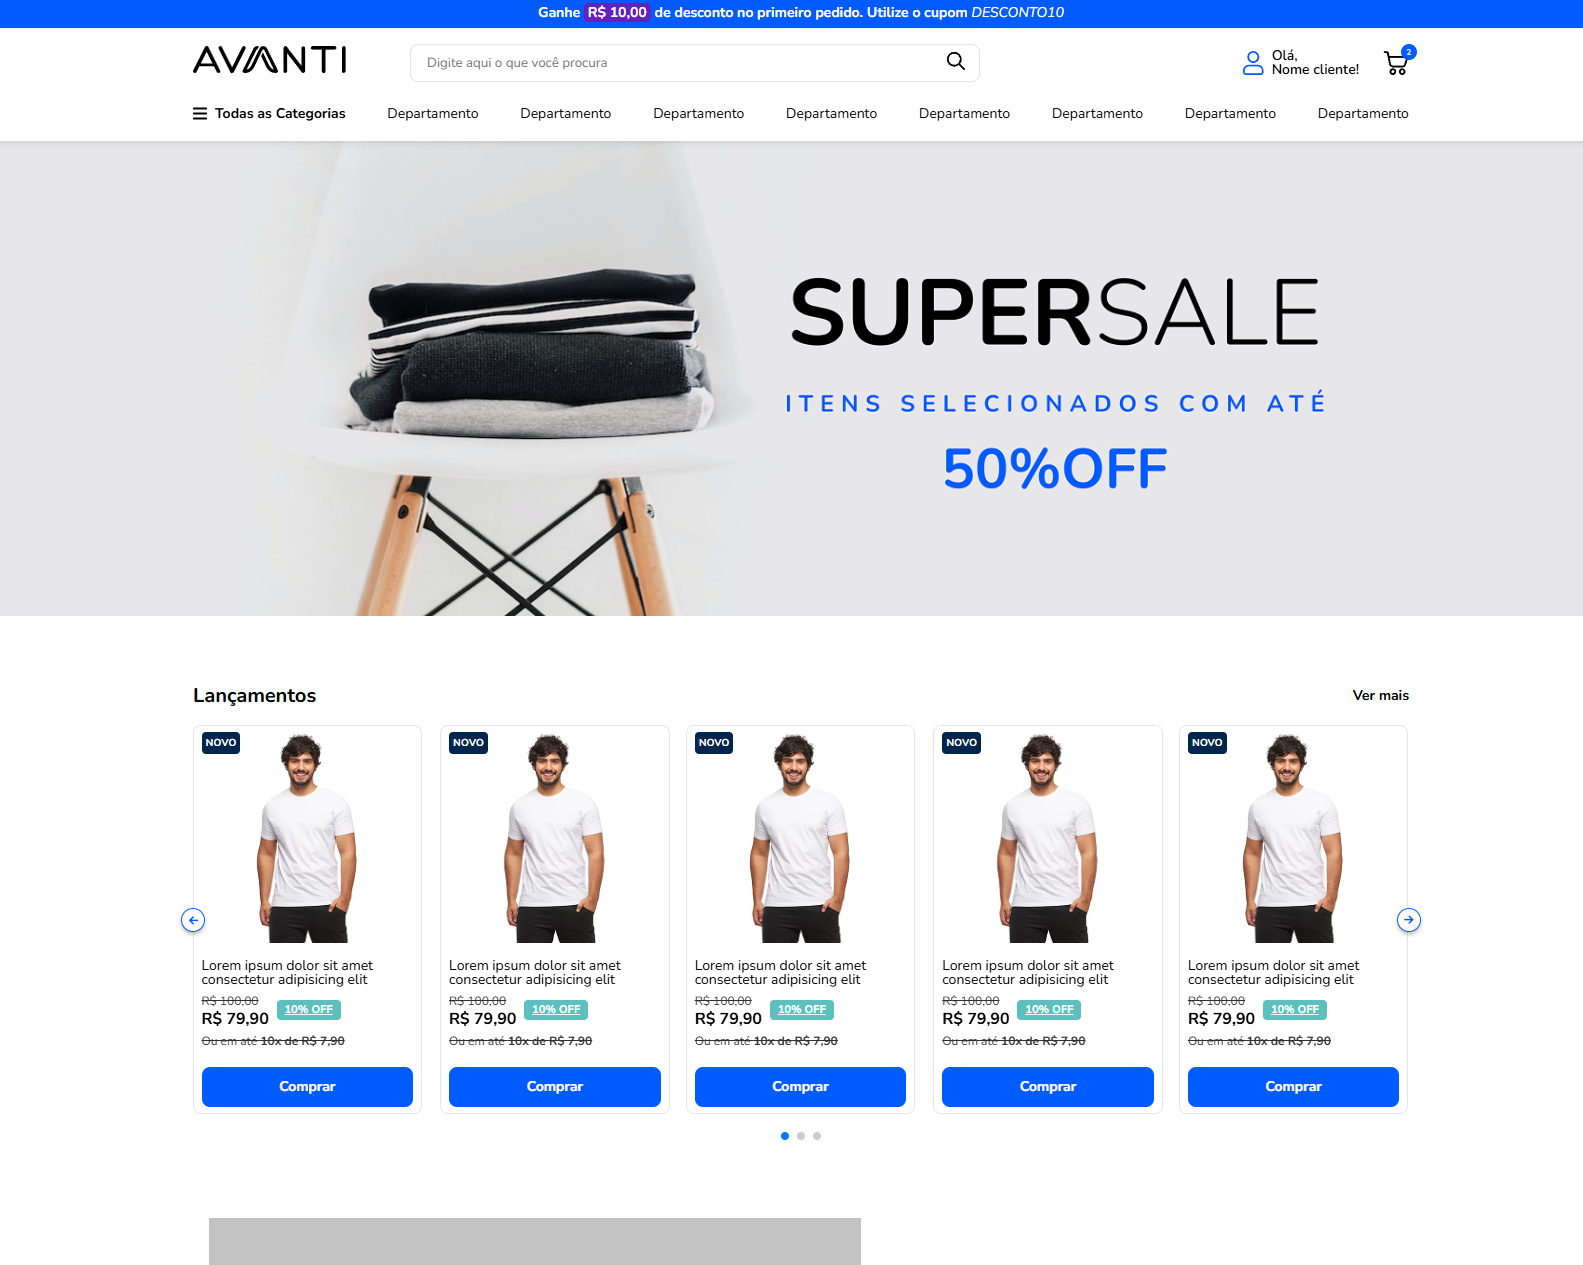 Ganhe R$ 10,00 de desconto no primeiro pedido. Utilize o cupom DESCONTO10
AVANTI
Digite aqui o que você procura
Olá,
Nome cliente!
2
Todas as Categorias Departamento Departamento Departamento Departamento Departamento Departamento Departamento Departamento
SUPERSALE
ITENS SELECIONADOS COM ATÉ
50%OFF
Lançamentos Ver mais
NOVO NOVO NOVO NOVO NOVO
Lorem ipsum dolor sit amet
consectetur adipisicing elit
R$ 100,00
R$ 79,90
10% OFF
Ou em até 10x de R$ 7,90
Comprar
Lorem ipsum dolor sit amet
consectetur adipisicing elit
R$ 100,00
R$ 79,90
10% OFF
Ou em até 10x de R$ 7,90
Comprar
Lorem ipsum dolor sit amet
consectetur adipisicing elit
R$ 100,00
R$ 79,90
10% OFF
Ou em até 10x de R$ 7,90
Comprar
Lorem ipsum dolor sit amet
consectetur adipisicing elit
R$ 100,00
R$ 79,90
10% OFF
Ou em até 10x de R$ 7,90
Comprar
Lorem ipsum dolor sit amet
consectetur adipisicing elit
R$ 100,00
R$ 79,90
10% OFF
Ou em até 10x de R$ 7,90
Comprar